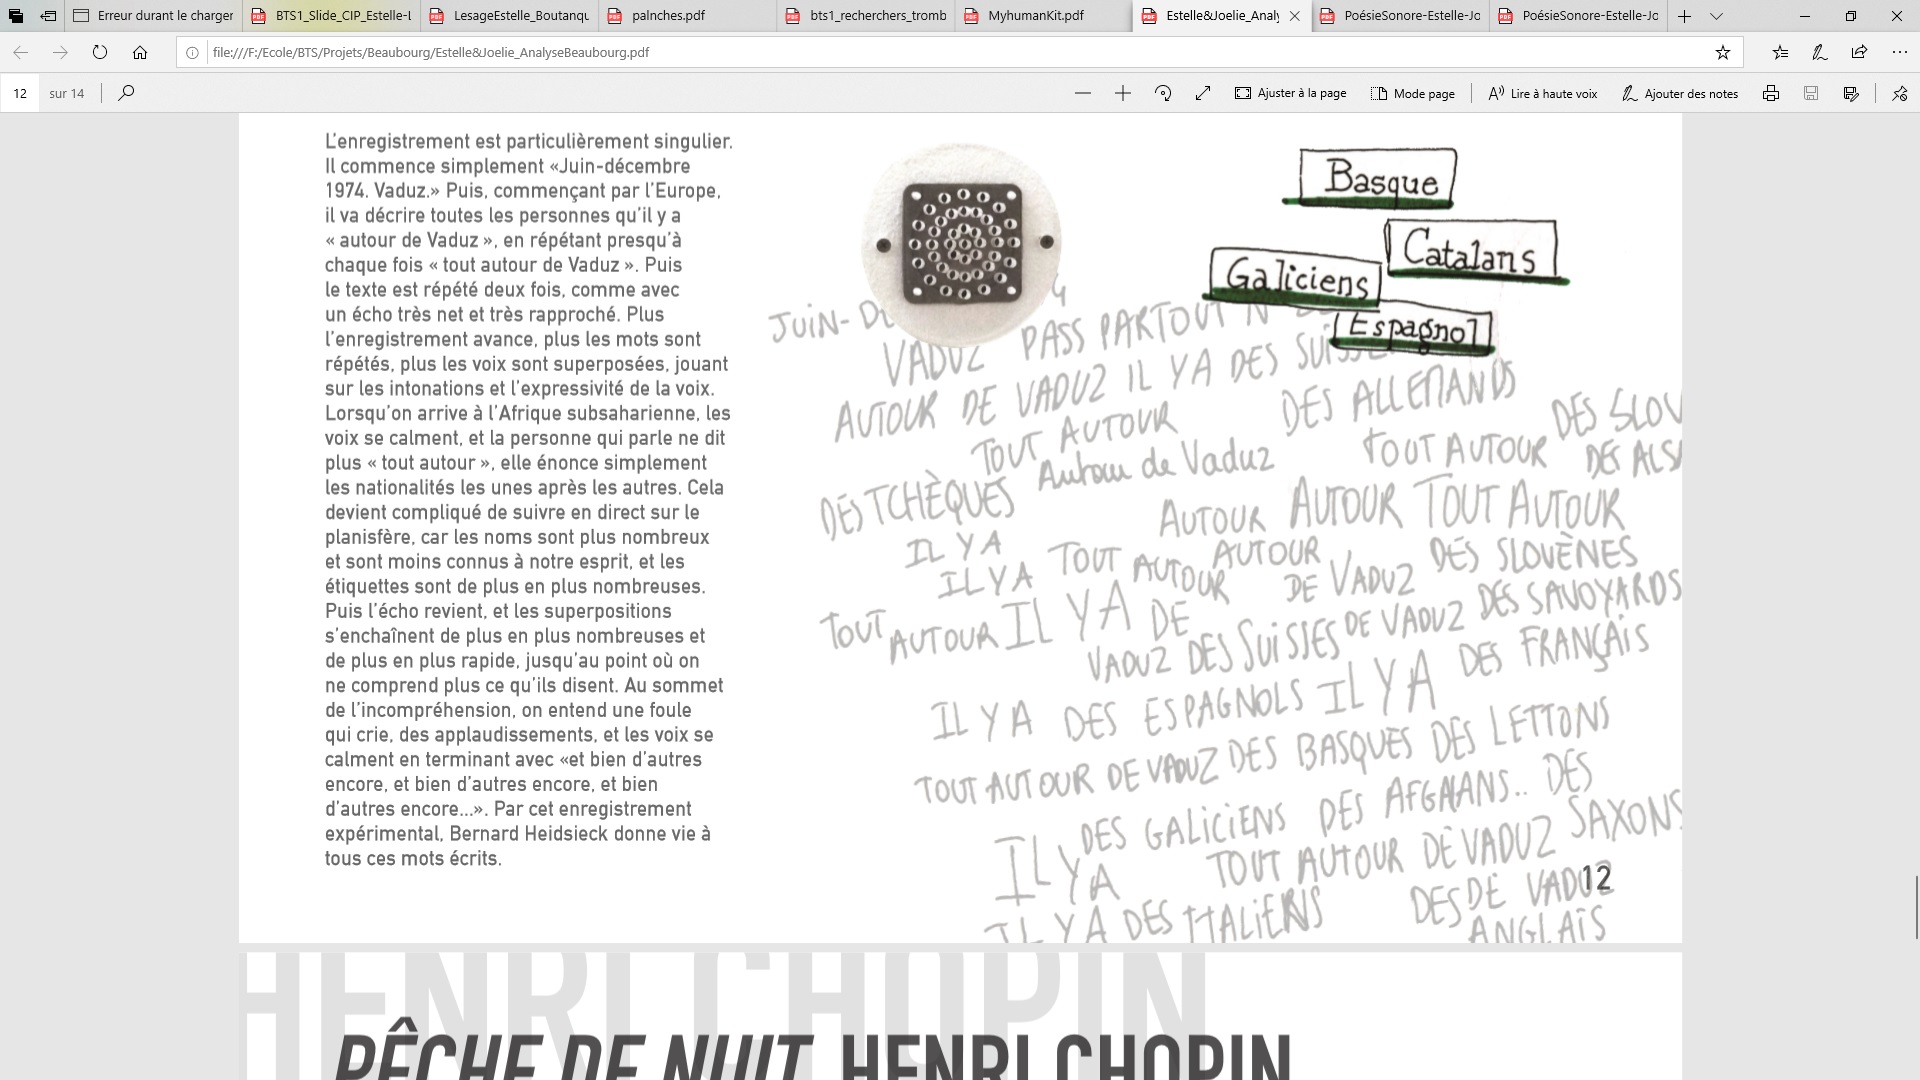 Erreur durant le charger
BTS1_Slide_CIP_Estelle-L
LesageEstelle_Boutanqu
palnches.pdf
bts1_recherchers_tromb
MyhumanKit.pdf
Estelle&Joelie_Analy
PoésieSonore-Estelle-Jo
PoésieSonore-Estelle-Jo
file:///F:/Ecole/BTS/Projets/Beaubourg/Estelle&Joelie_AnalyseBeaubourg.pdf
12 sur 14
Ajuster à la page
Mode page
Lire à haute voix
Ajouter des notes
L'enregistrement est particulièrement singulier.
Il commence simplement «Juin-décembre
1974. Vaduz.» Puis, commençant par l'Europe,
il va décrire toutes les personnes qu'il y a
« autour de Vaduz », en répétant presqu'à
chaque fois « tout autour de Vaduz ». Puis
le texte est répété deux fois, comme avec
un écho très net et très rapproché. Plus
l'enregistrement avance, plus les mots sont
répétés, plus les voix sont superposées, jouant
sur les intonations et l'expressivité de la voix.
Lorsqu'on arrive à l'Afrique subsaharienne, les
voix se calment, et la personne qui parle ne dit
plus « tout autour », elle énonce simplement
les nationalités les unes après les autres. Cela
devient compliqué de suivre en direct sur le
planisfère, car les noms sont plus nombreux
et sont moins connus à notre esprit, et les
étiquettes sont de plus en plus nombreuses.
Puis l'écho revient, et les superpositions
s'enchaînent de plus en plus nombreuses et
de plus en plus rapide, jusqu'au point où on
ne comprend plus ce qu'ils disent. Au sommet
de l'incompréhension, on entend une foule
qui crie, des applaudissements, et les voix se
calment en terminant avec «et bien d'autres
encore, et bien d'autres encore, et bien
d'autres encore...». Par cet enregistrement
expérimental, Bernard Heidsieck donne vie à
tous ces mots écrits.
Basque
Catalans
Galiciens
Espagnol
JUIN-
VADUZ PASS PARTOUT
AUTOUR DE VADUZ IL YA DES SUISSE
TOUT AUTOUR DES ALLEMANDS
DES SLOV
Autour de Vaduz TOUT AUTOUR DES ALSA
DES TCHÈQUES
AUTOUR AUTOUR TOUT AUTOUR
IL Y A
IL YA TOUT AUTOUR AUTOUR DE VADUZ DES SLOVÈNES
TOUT AUTOUR IL YA DE
VADUZ DES SUISSES DE VADUZ DES SAVOYARDS
DES FRANÇAIS
IL Y A DES ESPAGNOLS IL YA
TOUT AUTOUR DE VADUZ DES BASQUES DES LETTONS
DES GALICIENS DES AFGHANS.. DES
IL YA TOUT AUTOUR DE VADUZ SAXONS
IL YA DES ITALIENS DES DE VADUZ
ANGLAIS
12
HENRI CHOPIN
PÊCHE DE NUIT HENRI CHOPIN